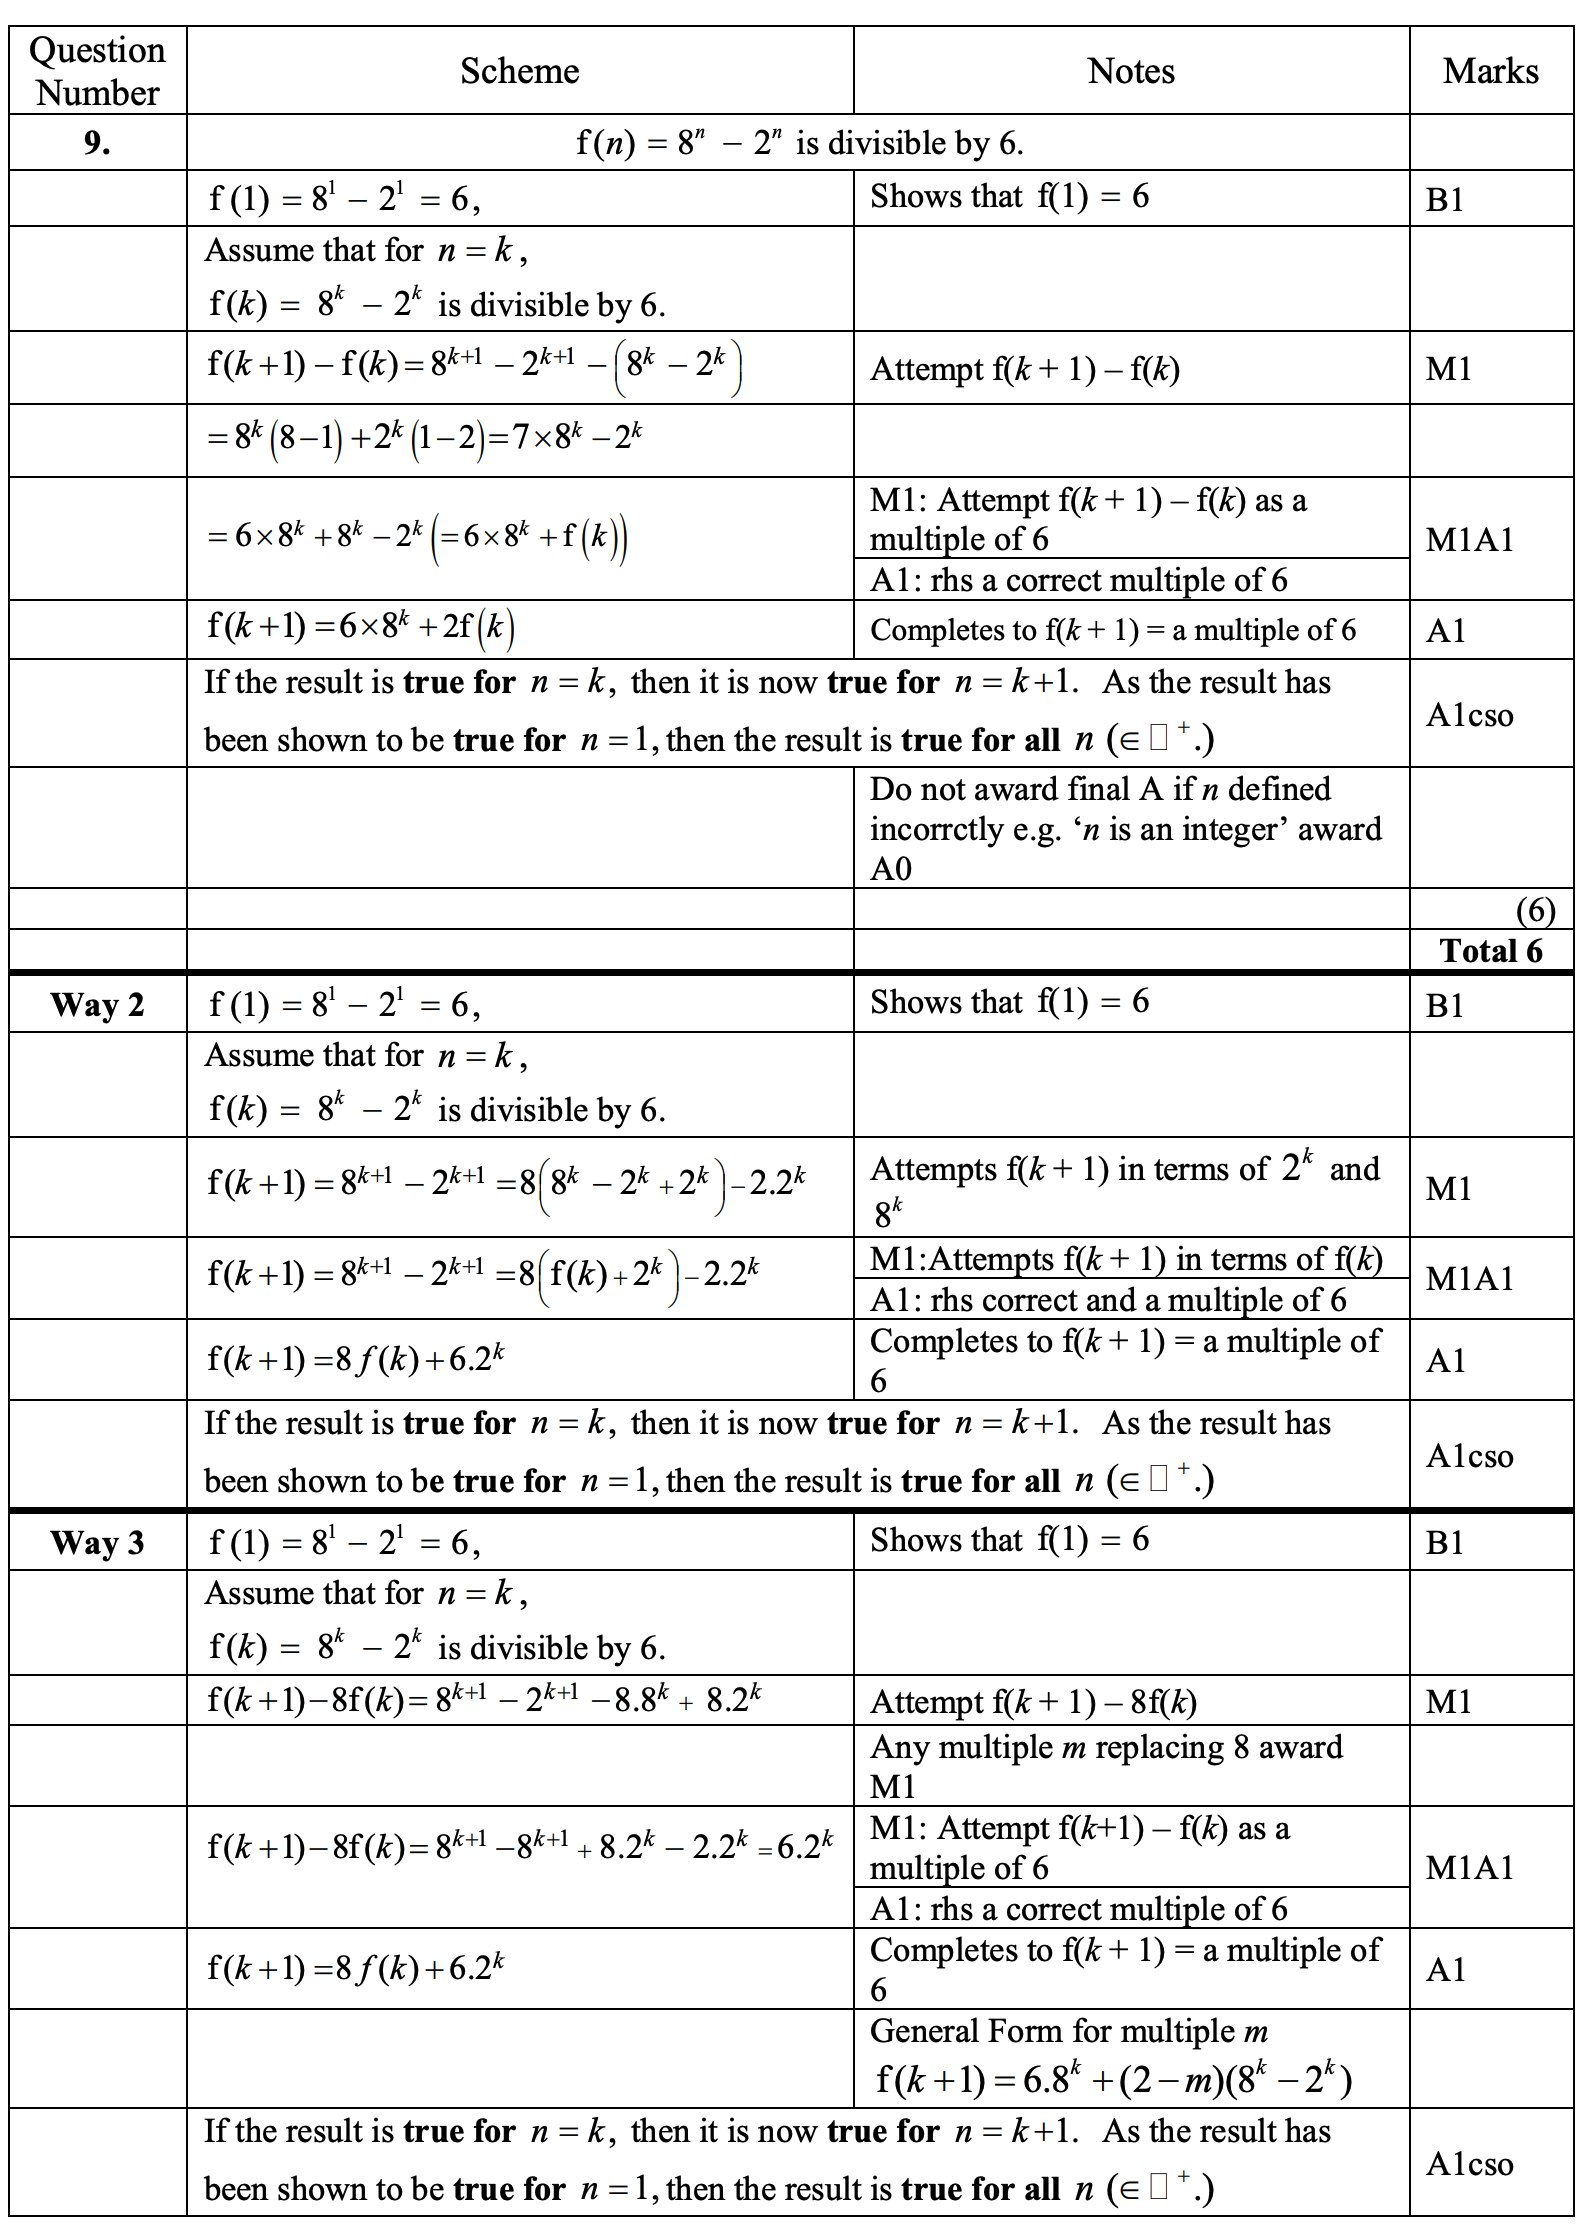 Question Number Scheme Notes Marks
9. f(n) = 8ⁿ − 2ⁿ is divisible by 6.
f(1) = 8¹ − 2¹ = 6, Shows that f(1) = 6 B1
Assume that for n = k,
f(k) = 8ᵏ − 2ᵏ is divisible by 6.
f(k+1) − f(k) = 8ᵏ⁺¹ − 2ᵏ⁺¹ − (8ᵏ − 2ᵏ) Attempt f(k + 1) – f(k) M1
= 8ᵏ(8−1) + 2ᵏ(1−2) = 7×8ᵏ − 2ᵏ
= 6×8ᵏ + 8ᵏ − 2ᵏ (= 6×8ᵏ + f(k)) M1: Attempt f(k + 1) – f(k) as a
multiple of 6 M1A1
A1: rhs a correct multiple of 6
f(k+1) = 6×8ᵏ + 2f(k) Completes to f(k + 1) = a multiple of 6 A1
If the result is true for n = k, then it is now true for n = k+1. As the result has
been shown to be true for n = 1, then the result is true for all n (∈ □⁺.) A1cso
Do not award final A if n defined
incorrctly e.g. ‘n is an integer’ award
A0
(6)
Total 6
Way 2 f(1) = 8¹ − 2¹ = 6, Shows that f(1) = 6 B1
Assume that for n = k,
f(k) = 8ᵏ − 2ᵏ is divisible by 6.
f(k+1) = 8ᵏ⁺¹ − 2ᵏ⁺¹ = 8(8ᵏ − 2ᵏ + 2ᵏ) − 2.2ᵏ Attempts f(k + 1) in terms of 2ᵏ and
8ᵏ M1
f(k+1) = 8ᵏ⁺¹ − 2ᵏ⁺¹ = 8(f(k) + 2ᵏ) − 2.2ᵏ M1:Attempts f(k + 1) in terms of f(k) M1A1
A1: rhs correct and a multiple of 6
f(k+1) = 8f(k) + 6.2ᵏ Completes to f(k + 1) = a multiple of
6 A1
If the result is true for n = k, then it is now true for n = k+1. As the result has
been shown to be true for n = 1, then the result is true for all n (∈ □⁺.) A1cso
Way 3 f(1) = 8¹ − 2¹ = 6, Shows that f(1) = 6 B1
Assume that for n = k,
f(k) = 8ᵏ − 2ᵏ is divisible by 6.
f(k+1) − 8f(k) = 8ᵏ⁺¹ − 2ᵏ⁺¹ − 8.8ᵏ + 8.2ᵏ Attempt f(k + 1) – 8f(k) M1
Any multiple m replacing 8 award
M1
f(k+1) − 8f(k) = 8ᵏ⁺¹ − 8ᵏ⁺¹ + 8.2ᵏ − 2.2ᵏ = 6.2ᵏ M1: Attempt f(k+1) – f(k) as a
multiple of 6 M1A1
A1: rhs a correct multiple of 6
f(k+1) = 8f(k) + 6.2ᵏ Completes to f(k + 1) = a multiple of
6 A1
General Form for multiple m
f(k+1) = 6.8ᵏ + (2−m)(8ᵏ − 2ᵏ)
If the result is true for n = k, then it is now true for n = k+1. As the result has
been shown to be true for n = 1, then the result is true for all n (∈ □⁺.) A1cso